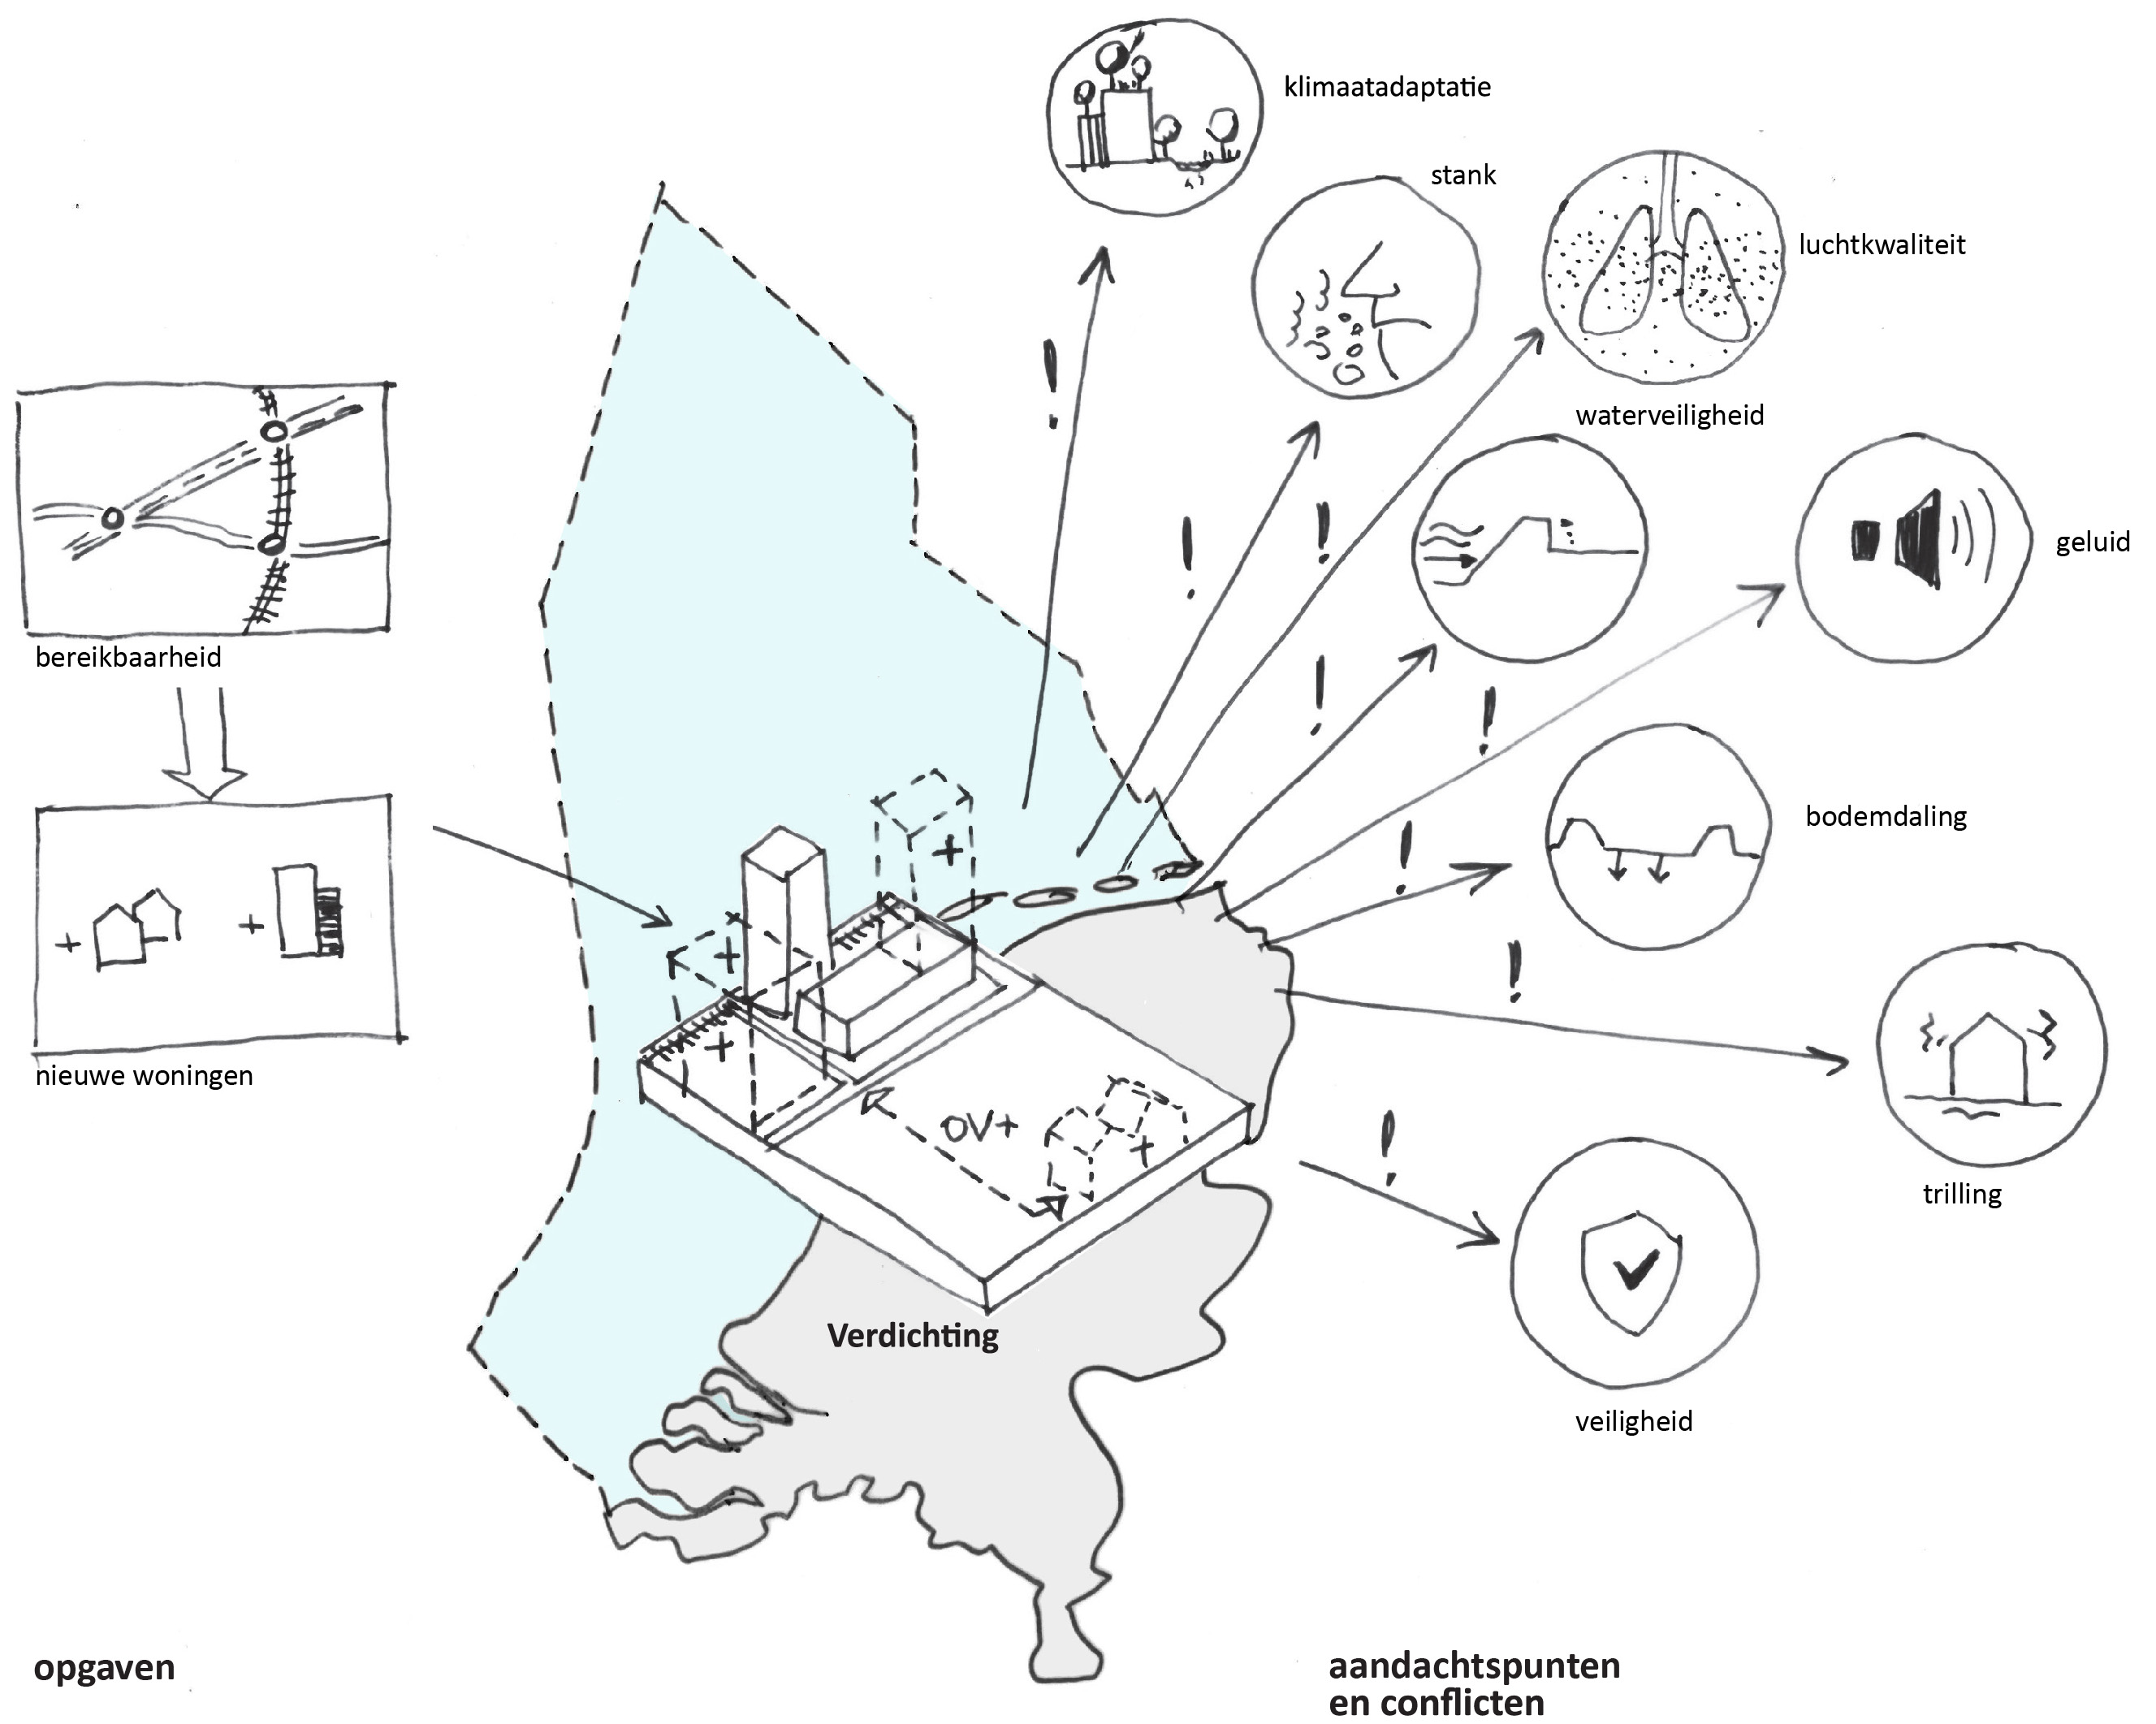 klimaatadaptatie
stank
luchtkwaliteit
waterveiligheid
geluid
bereikbaarheid
bodemdaling
nieuwe woningen
OV+
trilling
Verdichting
veiligheid
opgaven
aandachtspunten
en conflicten